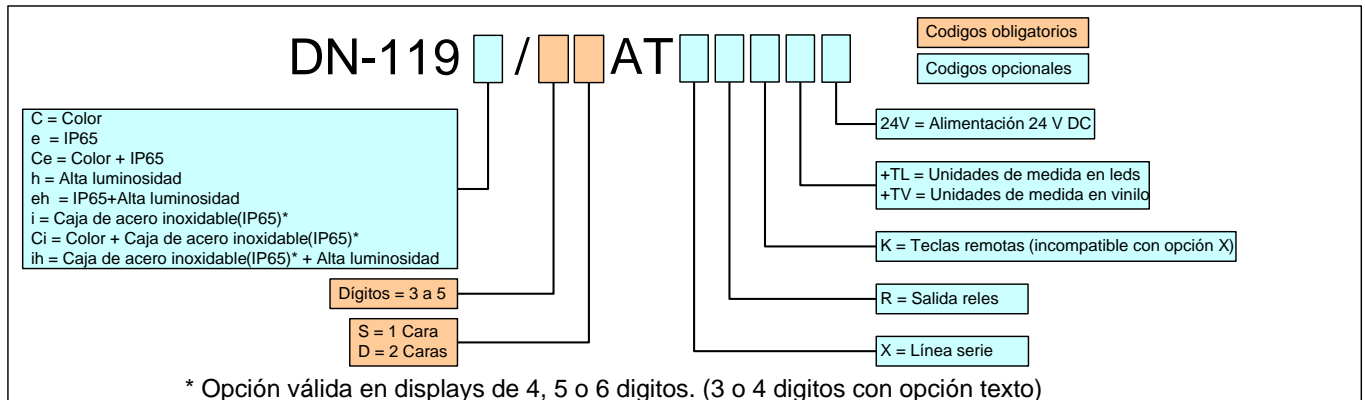 DN-119 / AT
Codigos obligatorios
Codigos opcionales
C = Color
e = IP65
Ce = Color + IP65
h = Alta luminosidad
eh = IP65+Alta luminosidad
i = Caja de acero inoxidable(IP65)*
Ci = Color + Caja de acero inoxidable(IP65)*
ih = Caja de acero inoxidable(IP65)* + Alta luminosidad
Dígitos = 3 a 5
S = 1 Cara
D = 2 Caras
24V = Alimentación 24 V DC
+TL = Unidades de medida en leds
+TV = Unidades de medida en vinilo
K = Teclas remotas (incompatible con opción X)
R = Salida reles
X = Línea serie
* Opción válida en displays de 4, 5 o 6 digitos. (3 o 4 digitos con opción texto)